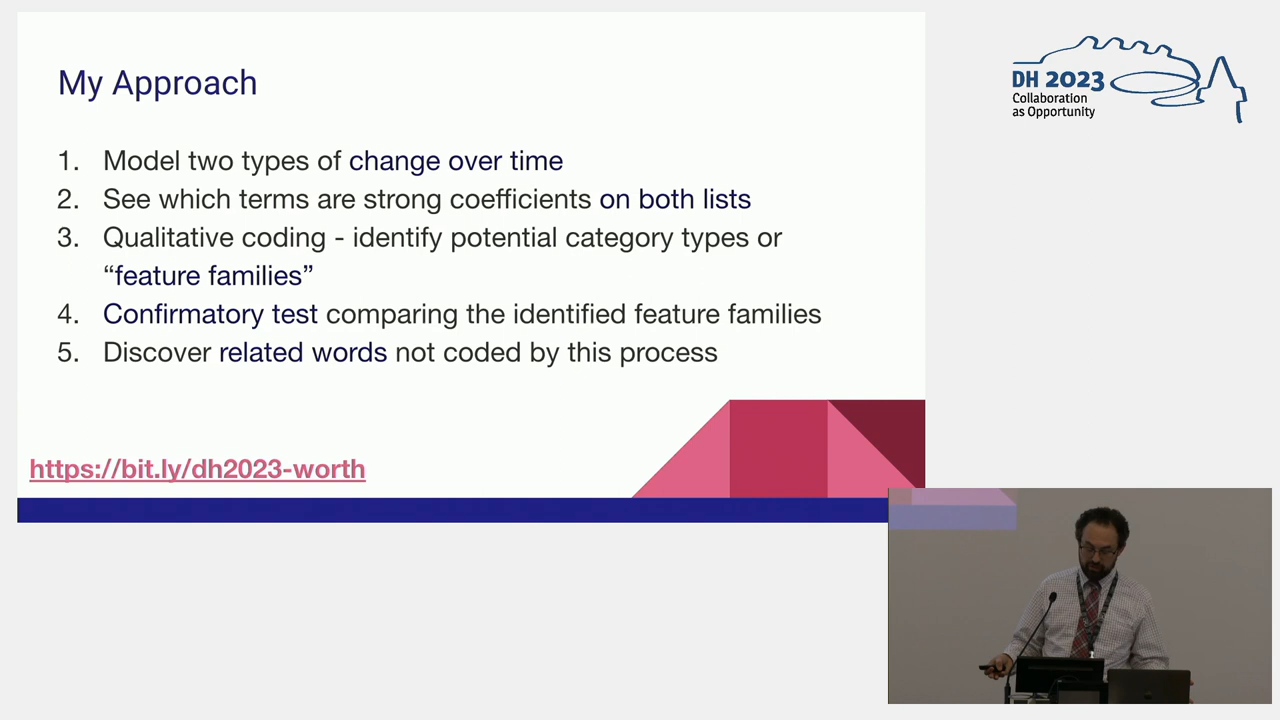 My Approach
1. Model two types of change over time
2. See which terms are strong coefficients on both lists
3. Qualitative coding - identify potential category types or
“feature families”
4. Confirmatory test comparing the identified feature families
5. Discover related words not coded by this process
https://bit.ly/dh2023-worth
DH 2023
Collaboration
as Opportunity